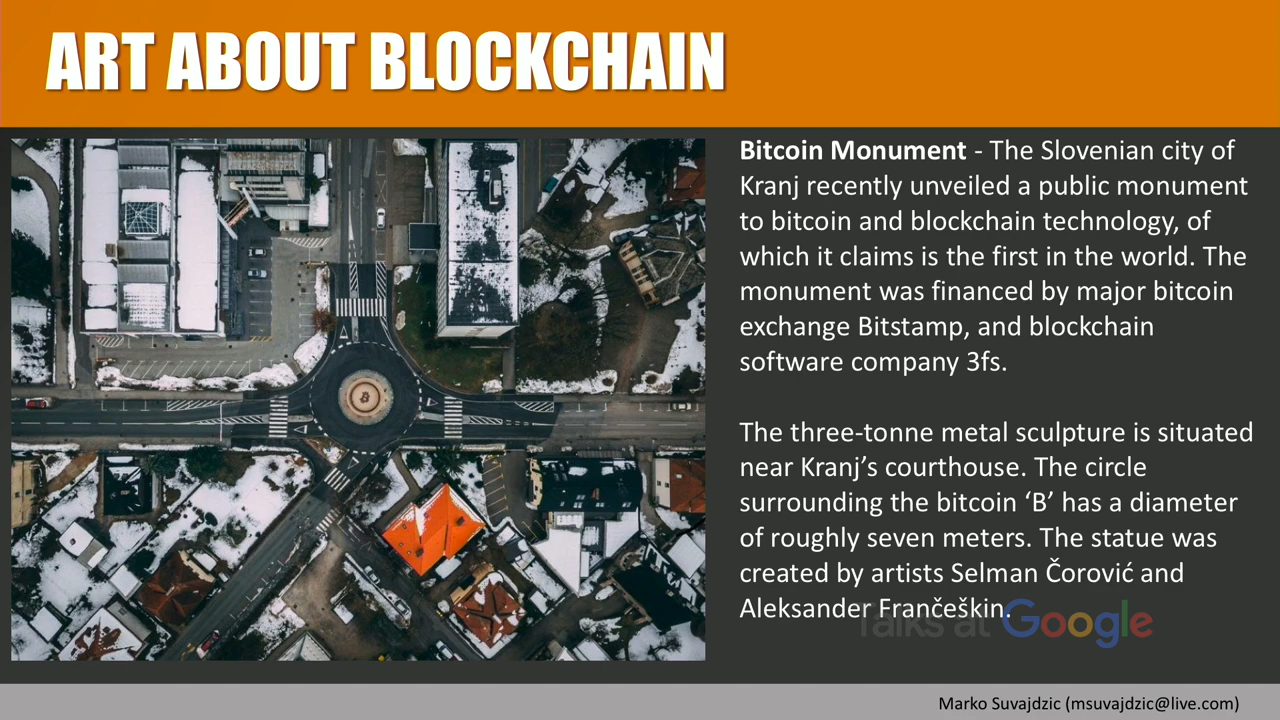 ART ABOUT BLOCKCHAIN
Bitcoin Monument - The Slovenian city of
Kranj recently unveiled a public monument
to bitcoin and blockchain technology, of
which it claims is the first in the world. The
monument was financed by major bitcoin
exchange Bitstamp, and blockchain
software company 3fs.
The three-tonne metal sculpture is situated
near Kranj’s courthouse. The circle
surrounding the bitcoin ‘B’ has a diameter
of roughly seven meters. The statue was
created by artists Selman Čorović and
Aleksander Frančeškin.
Talks at Google
Marko Suvajdzic (msuvajdzic@live.com)